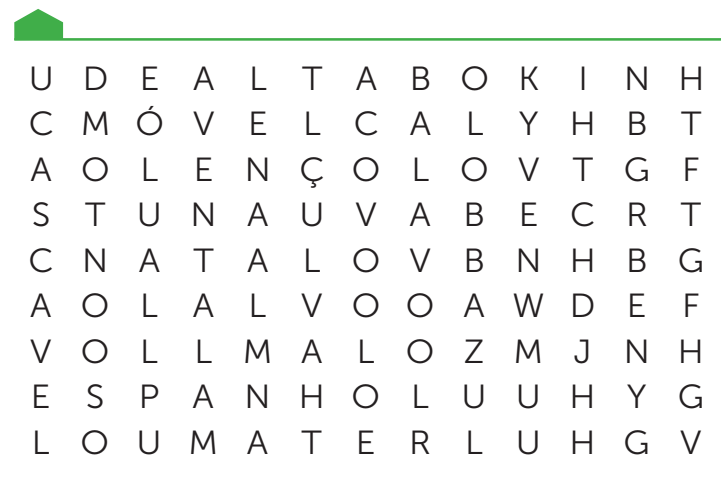 U D E A L T A B O K I N H
C M Ó V E L C A L Y H B T
A O L E N Ç O L O V T G F
S T U N A U V A B E C R T
C N A T A L O V B N H B G
A O L A L V O O A W D E F
V O L L M A L O Z M J N H
E S P A N H O L U U H Y G
L O U M A T E R L U H G V